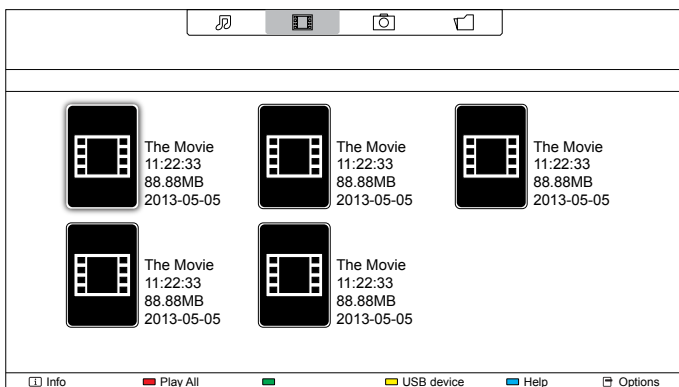 The Movie
11:22:33
88.88MB
2013-05-05
The Movie
11:22:33
88.88MB
2013-05-05
The Movie
11:22:33
88.88MB
2013-05-05
The Movie
11:22:33
88.88MB
2013-05-05
The Movie
11:22:33
88.88MB
2013-05-05
i Info Play All USB device Help Options